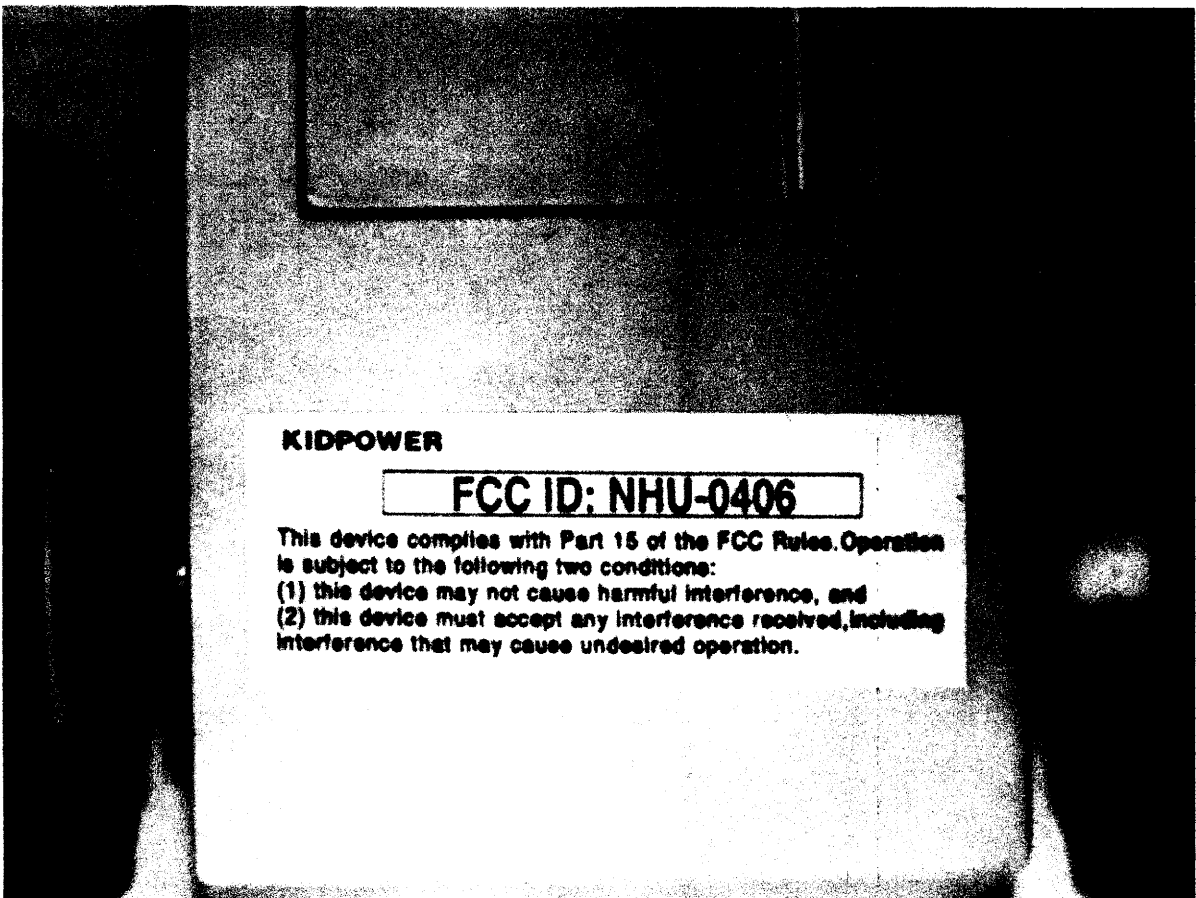 KIDPOWER
FCC ID: NHU-0406
This device complies with Part 15 of the FCC Rules.Operation
is subject to the following two conditions:
(1) this device may not cause harmful interference, and
(2) this device must accept any interference received,including
interference that may cause undesired operation.